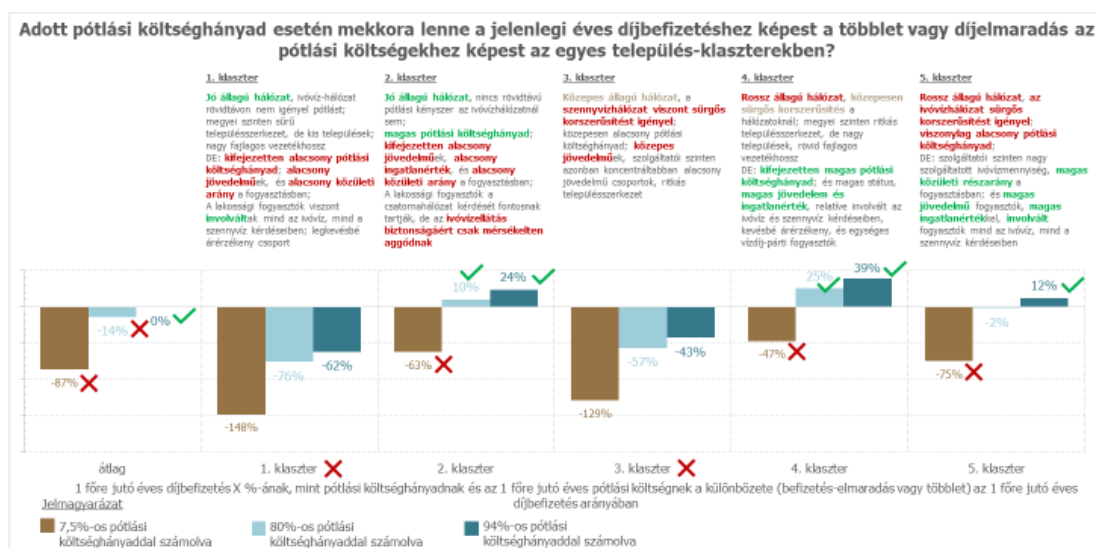 Adott pótlási költséghányad esetén mekkora lenne a jelenlegi éves díjbefizetéshez képest a többlet vagy díjelmaradás az
pótlási költségekhez képest az egyes település-klaszterekben?
1. klaszter
Jó állagú hálózat, ivóvíz-hálózat
rövidtávon nem igényel pótlást;
megyei szinten sűrű
településszerkezet, de kis települések;
nagy fajlagos vezetékhossz
DE: kifejezetten alacsony pótlási
költséghányad; alacsony
jövedelműek, és alacsony közületi
arány a fogyasztásban;
A lakossági fogyasztók viszont
involváltak mind az ivóvíz, mind a
szennyvíz kérdéseiben; legkevésbé
árérzékeny csoport
2. klaszter
Jó állagú hálózat, nincs rövidtávú
pótlási kényszer az ivóvízhálózatnál
sem;
magas pótlási költséghányad;
kifejezetten alacsony
jövedelműek, alacsony
ingatlanérték, és alacsony
közületi arány a fogyasztásban;
A lakossági fogyasztók a
csatornahálózat kérdését fontosnak
tartják, de az ivóvízellátás
biztonságáért csak mérsékelten
aggódnak
3. klaszter
Közepes állagú hálózat, a
szennyvízhálózat viszont sürgős
korszerűsítést igényel;
közepesen alacsony pótlási
költséghányad; közepes
jövedelműek, szolgáltatói szinten
azonban koncentráltabban alacsony
jövedelmű csoportok, ritkás
településszerkezet
4. klaszter
Rossz állagú hálózat, közepesen
sürgős korszerűsítés a
hálózatoknál; megyei szinten ritkás
településszerkezet, de nagy
települések, rövid fajlagos
vezetékhossz
DE: kifejezetten magas pótlási
költséghányad; és magas státus,
magas jövedelem és
ingatlanérték, relative involvált az
ivóvíz és szennyvíz kérdéseiben,
kevésbé árérzékeny, és egységes
vízdíj-párti fogyasztók
5. klaszter
Rossz állagú hálózat, az
ivóvízhálózat sürgős
korszerűsítést igényel;
viszonylag alacsony pótlási
költséghányad;
DE: szolgáltatói szinten nagy
szolgáltatott ivóvízmennyiség, magas
közületi részarány a
fogyasztásban; és magas
jövedelmű fogyasztók, magas
ingatlanértékkel, involvált
fogyasztók mind az ivóvíz, mind a
szennyvíz kérdéseiben
-87%
-14%
0%
-148%
-76%
-62%
-63%
10%
24%
-129%
-57%
-43%
-47%
25%
39%
-75%
-2%
12%
átlag
1. klaszter
2. klaszter
3. klaszter
4. klaszter
5. klaszter
1 főre jutó éves díjbefizetés X %-ának, mint pótlási költséghányadnak és az 1 főre jutó éves pótlási költségnek a különbözete (befizetés-elmaradás vagy többlet) az 1 főre jutó éves
díjbefizetés arányában
Jelmagyarázat
7,5%-os pótlási
költséghányaddal számolva
80%-os pótlási
költséghányaddal számolva
94%-os pótlási
költséghányaddal számolva